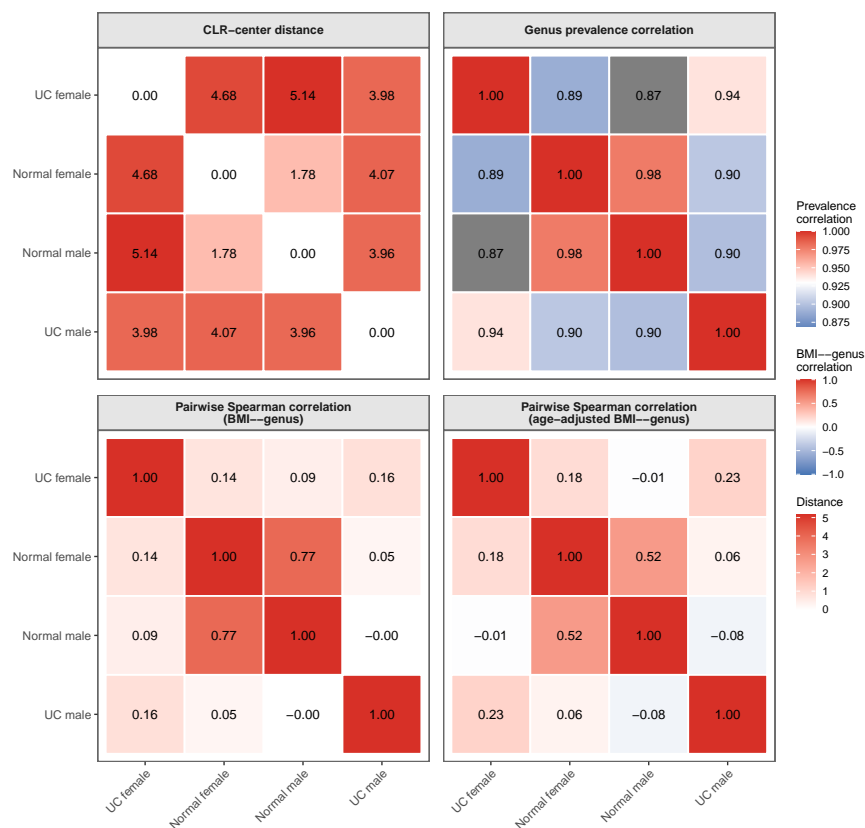 CLR−center distance
Genus prevalence correlation
UC female
0.00 4.68 5.14 3.98
1.00 0.89 0.87 0.94
Normal female
4.68 0.00 1.78 4.07
0.89 1.00 0.98 0.90
Normal male
5.14 1.78 0.00 3.96
0.87 0.98 1.00 0.90
UC male
3.98 4.07 3.96 0.00
0.94 0.90 0.90 1.00
Pairwise Spearman correlation
(BMI−−genus)
Pairwise Spearman correlation
(age−adjusted BMI−−genus)
UC female
1.00 0.14 0.09 0.16
1.00 0.18 −0.01 0.23
Normal female
0.14 1.00 0.77 0.05
0.18 1.00 0.52 0.06
Normal male
0.09 0.77 1.00 −0.00
−0.01 0.52 1.00 −0.08
UC male
0.16 0.05 −0.00 1.00
0.23 0.06 −0.08 1.00
UC female
Normal female
Normal male
UC male
UC female
Normal female
Normal male
UC male
Prevalence
correlation
1.000
0.975
0.950
0.925
0.900
0.875
BMI−−genus
correlation
1.0
0.5
0.0
−0.5
−1.0
Distance
5
4
3
2
1
0